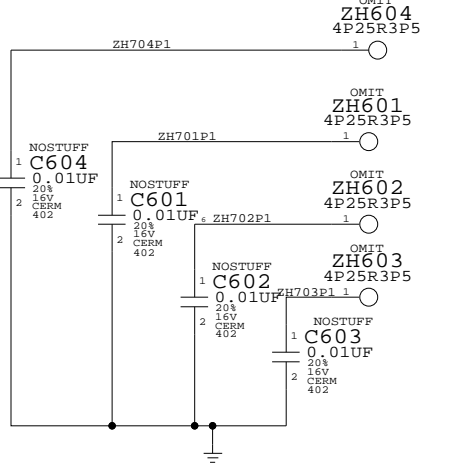 OMIT
ZH604
4P25R3P5
ZH704P1
1
OMIT
ZH601
4P25R3P5
ZH701P1
1
NOSTUFF
1
C604
0.01UF
20%
16V
CERM
402
2
OMIT
ZH602
4P25R3P5
NOSTUFF
1
C601
0.01UF
20%
16V
CERM
402
2
6
ZH702P1
1
OMIT
ZH603
4P25R3P5
NOSTUFF
1
C602
0.01UF
20%
16V
CERM
402
2
ZH703P1
1
NOSTUFF
1
C603
0.01UF
20%
16V
CERM
402
2